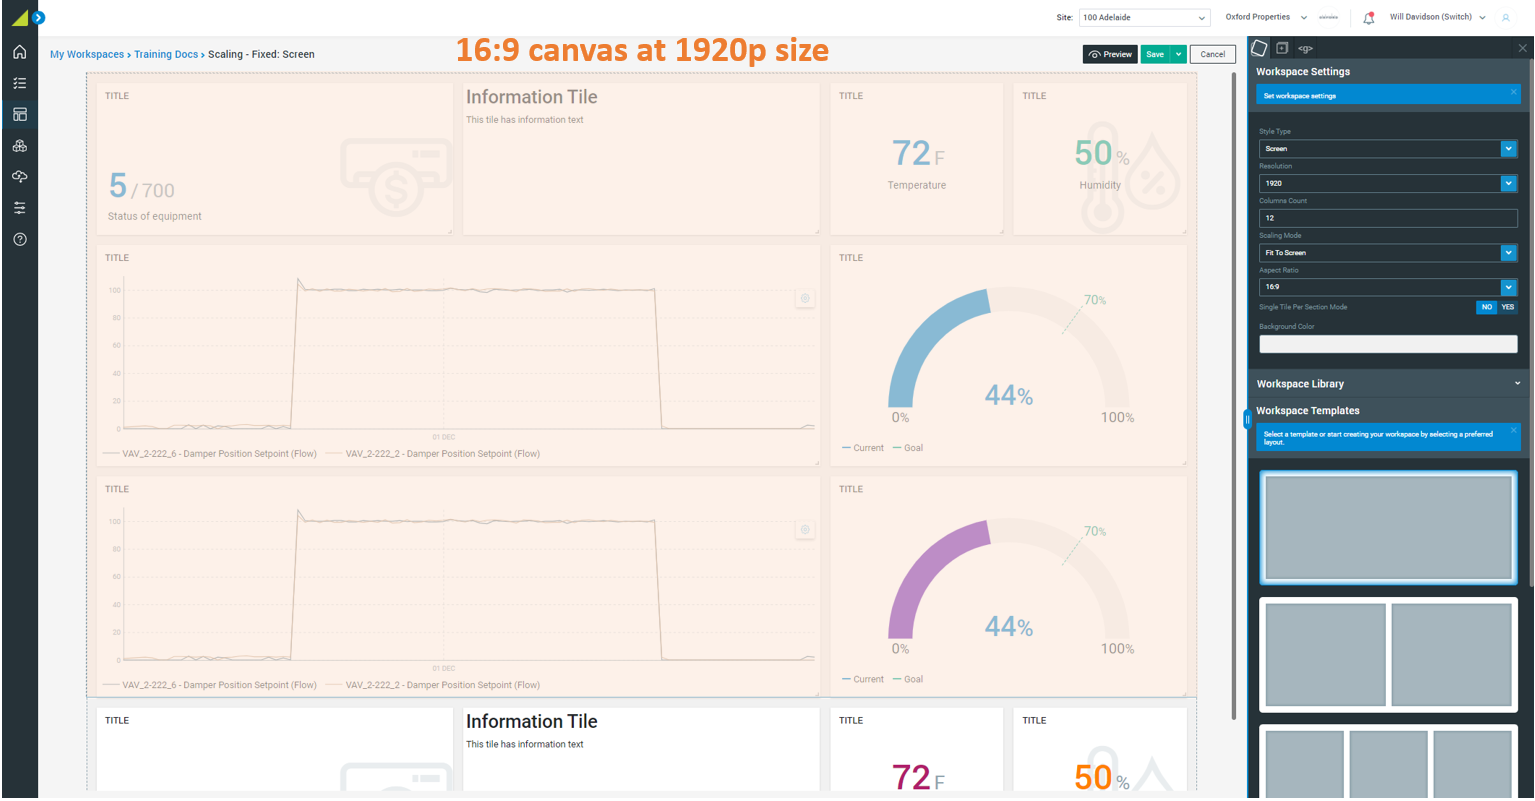 Site:
100 Adelaide
Oxford Properties
Will Davidson (Switch)
My Workspaces › Training Docs › Scaling - Fixed: Screen
16:9 canvas at 1920p size
Preview
Save
Cancel
TITLE
5 / 700
Status of equipment
Information Tile
This tile has information text
TITLE
72 F
Temperature
TITLE
50 %
Humidity
TITLE
100
80
60
40
20
0
01 DEC
VAV_2-222_6 - Damper Position Setpoint (Flow)
VAV_2-222_2 - Damper Position Setpoint (Flow)
TITLE
70%
44%
0%
100%
Current
Goal
TITLE
100
80
60
40
20
0
01 DEC
VAV_2-222_6 - Damper Position Setpoint (Flow)
VAV_2-222_2 - Damper Position Setpoint (Flow)
TITLE
70%
44%
0%
100%
Current
Goal
TITLE
Information Tile
This tile has information text
TITLE
72 F
TITLE
50 %
<g>
Workspace Settings
Set workspace settings
Style Type
Screen
Resolution
1920
Columns Count
12
Scaling Mode
Fit To Screen
Aspect Ratio
16:9
Single Tile Per Section Mode
NO YES
Background Color
Workspace Library
Workspace Templates
Select a template or start creating your workspace by selecting a preferred
layout.